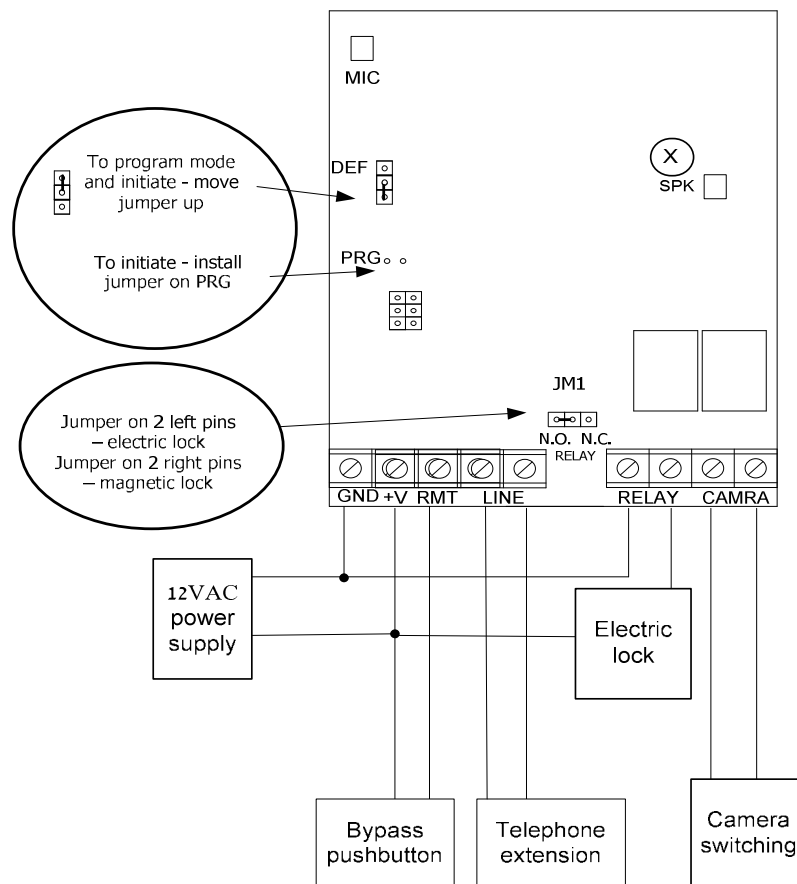 MIC
To program mode
and initiate - move
jumper up
DEF
X
SPK
To initiate - install
jumper on PRG
PRG
JM1
Jumper on 2 left pins
– electric lock
Jumper on 2 right pins
– magnetic lock
N.O. N.C.
RELAY
GND +V RMT LINE RELAY CAMRA
12VAC
power
supply
Electric
lock
Bypass
pushbutton
Telephone
extension
Camera
switching